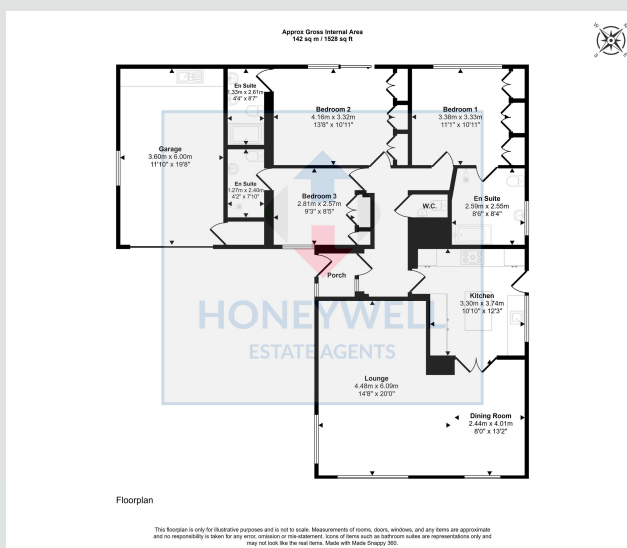 Approx Gross Internal Area
142 sq m / 1528 sq ft
En Suite
1.33m x 2.61m
4'4" x 8'7"
Bedroom 2
4.16m x 3.32m
13'8" x 10'11"
Bedroom 1
3.38m x 3.33m
11'1" x 10'11"
Garage
3.60m x 6.00m
11'10" x 19'8"
En Suite
1.27m x 2.40m
4'2" x 7'10"
Bedroom 3
2.81m x 2.57m
9'3" x 8'5"
W.C.
En Suite
2.59m x 2.55m
8'6" x 8'4"
Porch
Kitchen
3.30m x 3.74m
10'10" x 12'3"
HONEYWELL
ESTATE AGENTS
Lounge
4.48m x 6.09m
14'8" x 20'0"
Dining Room
2.44m x 4.01m
8'0" x 13'2"
Floorplan
This floorplan is only for illustrative purposes and is not to scale. Measurements of rooms, doors, windows, and any items are approximate
and no responsibility is taken for any error, omission or mis-statement. Icons of items such as bathroom suites are representations only and
may not look like the real items. Made with Made Snappy 360.